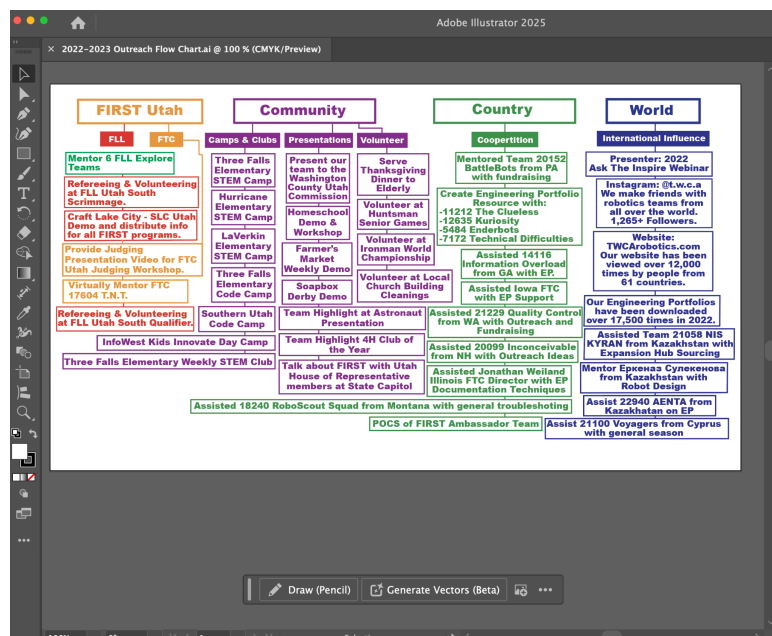 Adobe Illustrator 2025
× 2022-2023 Outreach Flow Chart.ai @ 100 % (CMYK/Preview)
FIRST Utah
FLL
FTC
Mentor 6 FLL Explore
Teams
Refereeing & Volunteering
at FLL Utah South
Scrimmage.
Craft Lake City - SLC Utah
Demo and distribute info
for all FIRST programs.
Provide Judging
Presentation Video for FTC
Utah Judging Workshop.
Virtually Mentor FTC
17604 T.N.T.
Refereeing & Volunteering
at FLL Utah South Qualifier.
Community
Camps & Clubs
Presentations
Volunteer
Three Falls
Elementary
STEM Camp
Hurricane
Elementary
STEM Camp
LaVerkin
Elementary
STEM Camp
Three Falls
Elementary
Code Camp
Southern Utah
Code Camp
InfoWest Kids Innovate Day Camp
Three Falls Elementary Weekly STEM Club
Present our
team to the
Washington
County Utah
Commission
Homeschool
Demo &
Workshop
Farmer's
Market
Weekly Demo
Soapbox
Derby Demo
Team Highlight at Astronaut
Presentation
Team Highlight 4H Club of
the Year
Talk about FIRST with Utah
House of Representative
members at State Capitol
Serve
Thanksgiving
Dinner to
Elderly
Volunteer at
Huntsman
Senior Games
Volunteer at
Ironman World
Championship
Volunteer at Local
Church Building
Cleanings
Country
Coopertition
Mentored Team 20152
BattleBots from PA
with fundraising
Create Engineering Portfolio
Resource with:
-11212 The Clueless
-12635 Kuriosity
-5484 Enderbots
-7172 Technical Difficulties
Assisted 14116
Information Overload
from GA with EP.
Assisted Iowa FTC
with EP Support
Assisted 21229 Quality Control
from WA with Outreach and
Fundraising
Assisted 20099 Inconceivable
from NH with Outreach Ideas
Assisted Jonathan Weiland
Illinois FTC Director with EP
Documentation Techniques
Assisted 18240 RoboScout Squad from Montana with general troubleshoting
POCS of FIRST Ambassador Team
World
International Influence
Presenter: 2022
Ask The Inspire Webinar
Instagram: @t.w.c.a
We make friends with
robotics teams from
all over the world.
1,265+ Followers.
Website:
TWCArobotics.com
Our website has been
viewed over 12,000
times by people from
61 countries.
Our Engineering Portfolios
have been downloaded
over 17,500 times in 2022.
Assisted Team 21058 NIS
KYRAN from Kazakhstan with
Expansion Hub Sourcing
Mentor Еркеназ Сулекенова
from Kazakhstan with
Robot Design
Assist 22940 AENTA from
Kazakhatan on EP
Assist 21100 Voyagers from Cyprus
with general season
Draw (Pencil)
Generate Vectors (Beta)